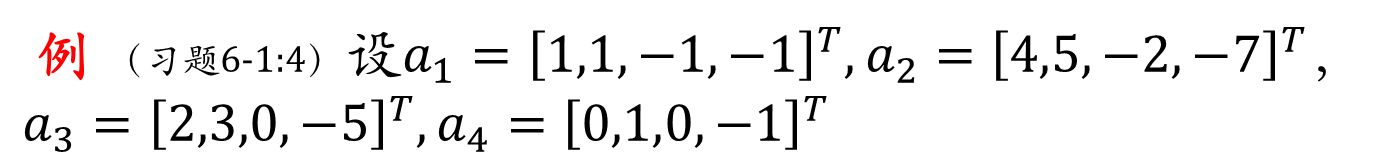 例（习题6-1:4）设a₁ = [1,1,−1,−1]ᵀ, a₂ = [4,5,−2,−7]ᵀ,
a₃ = [2,3,0,−5]ᵀ, a₄ = [0,1,0,−1]ᵀ